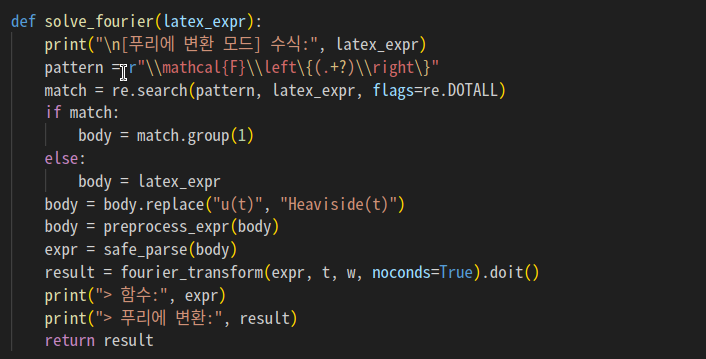 def solve_fourier(latex_expr):
    print("\n[푸리에 변환 모드] 수식:", latex_expr)
    pattern = r"\\mathcal{F}\\left\{(.+?)\\right\}"
    match = re.search(pattern, latex_expr, flags=re.DOTALL)
    if match:
        body = match.group(1)
    else:
        body = latex_expr
    body = body.replace("u(t)", "Heaviside(t)")
    body = preprocess_expr(body)
    expr = safe_parse(body)
    result = fourier_transform(expr, t, w, noconds=True).doit()
    print("> 함수:", expr)
    print("> 푸리에 변환:", result)
    return result